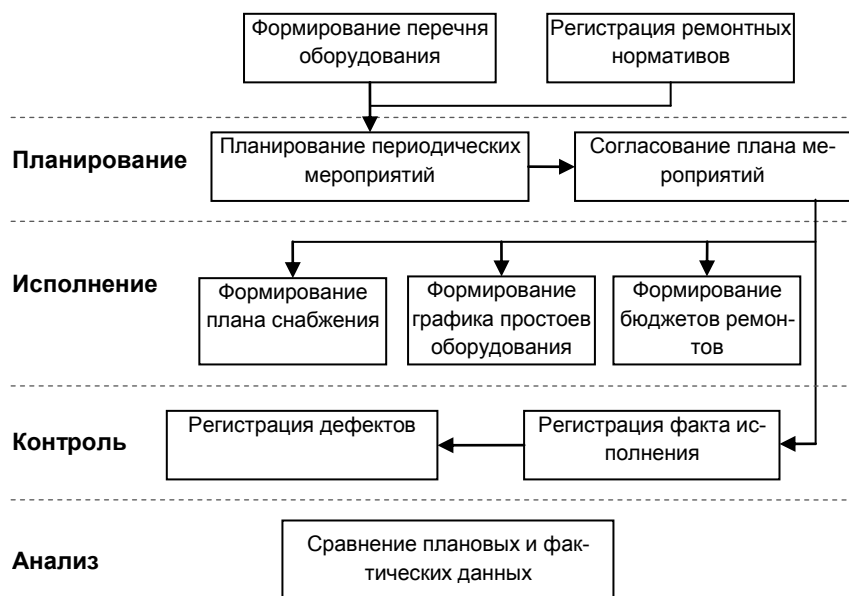 Формирование перечня
оборудования
Регистрация ремонтных
нормативов
Планирование
Планирование периодических
мероприятий
Согласование плана ме-
роприятий
Исполнение
Формирование
плана снабжения
Формирование
графика простоев
оборудования
Формирование
бюджетов ремон-
тов
Контроль
Регистрация дефектов
Регистрация факта ис-
полнения
Анализ
Сравнение плановых и фак-
тических данных